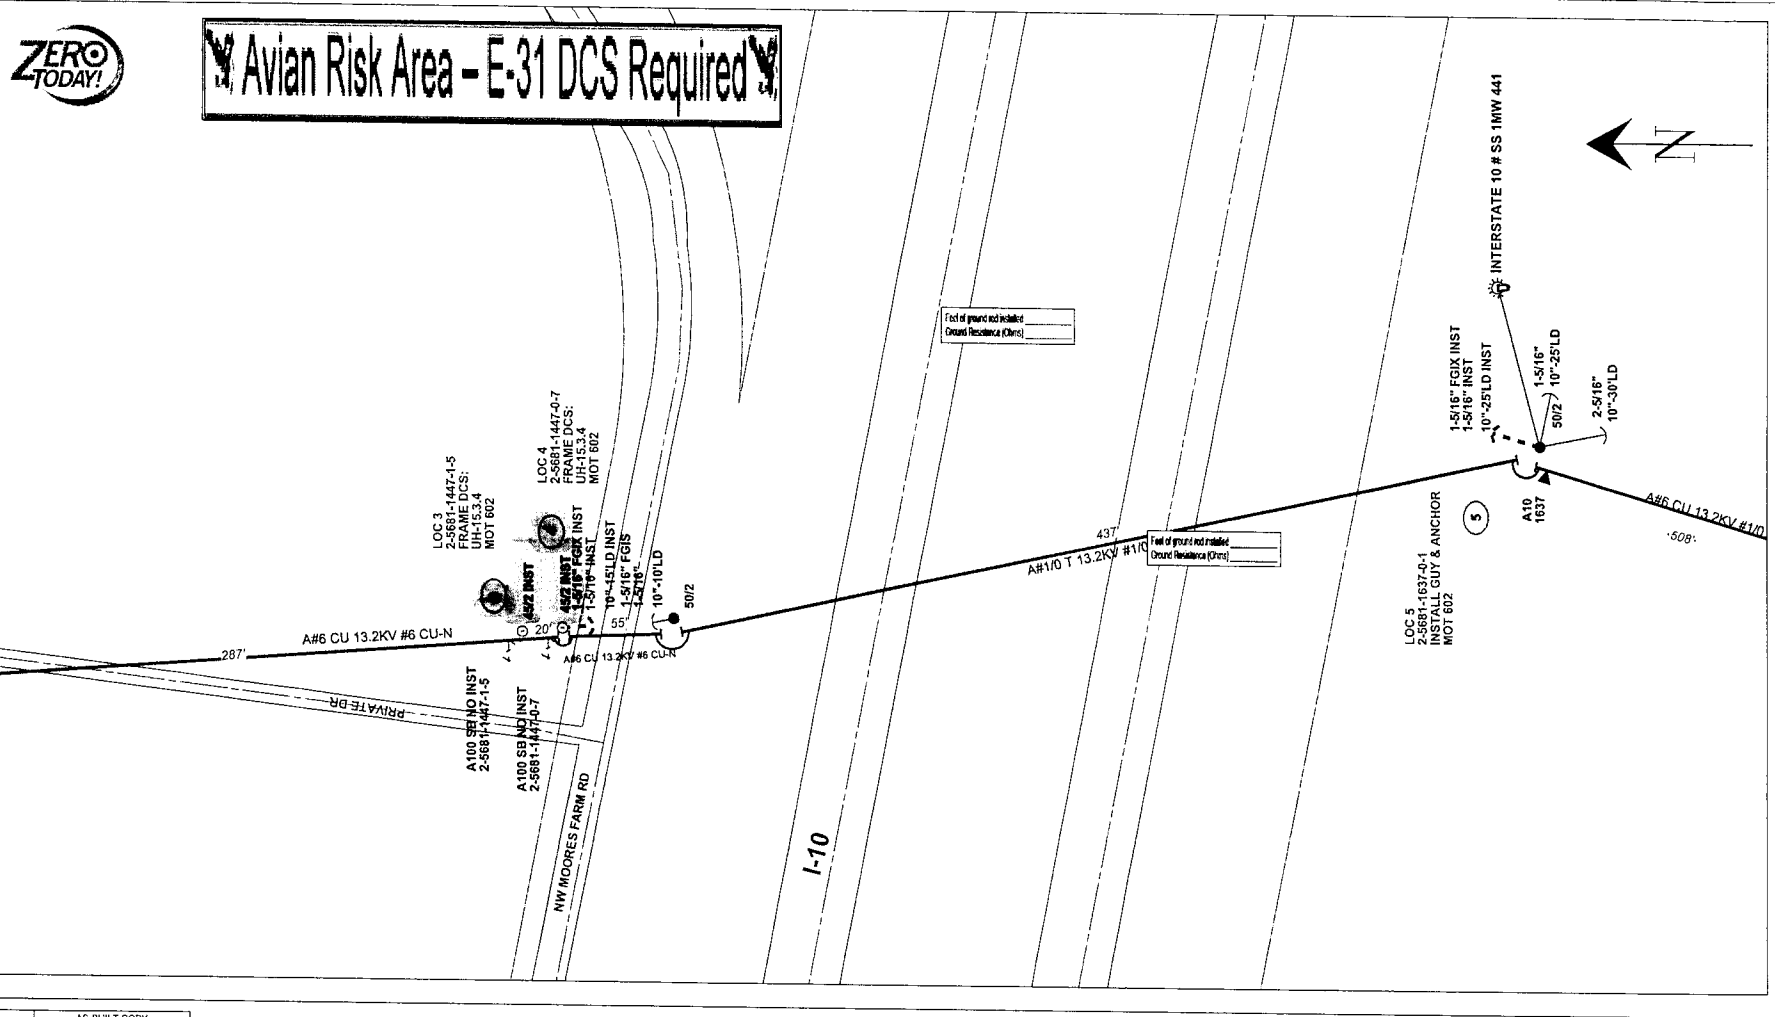 ZERO
TODAY!
Avian Risk Area – E-31 DCS Required
N
INTERSTATE 10 # SS 1MW 441
Feet of ground rod installed
Ground Resistance (Ohms)
1-5/16" FGIX INST
1-5/16" INST
10"-25'LD INST
1-5/16"
10"-25'LD
50/2
2-5/16"
10"-30'LD
LOC 4
2-5681-1447-0-7
FRAME DCS:
UH-15.3.4
MOT 602
LOC 3
2-5681-1447-1-5
FRAME DCS:
UH-15.3.4
MOT 602
45/2 INST
45/2 INST
1-5/16" FGIX INST
1-5/16" INST
10"-15'LD INST
1-5/16" FGIS
1-5/16"
10"-10'LD
50/2
287'
A#6 CU 13.2KV #6 CU-N
20'
55'
A#6 CU 13.2KV #6 CU-N
437'
A#1/0 T 13.2KV #1/0
Feet of ground rod installed
Ground Resistance (Ohms)
5
A10
1637
A#6 CU 13.2KV #1/0
508'
LOC 5
2-5681-1637-0-1
INSTALL GUY & ANCHOR
MOT 602
PRIVATE DR
A100 SB NO INST
2-5681-1447-1-5
A100 SB NO INST
2-5681-1447-0-7
NW MOORES FARM RD
I-10